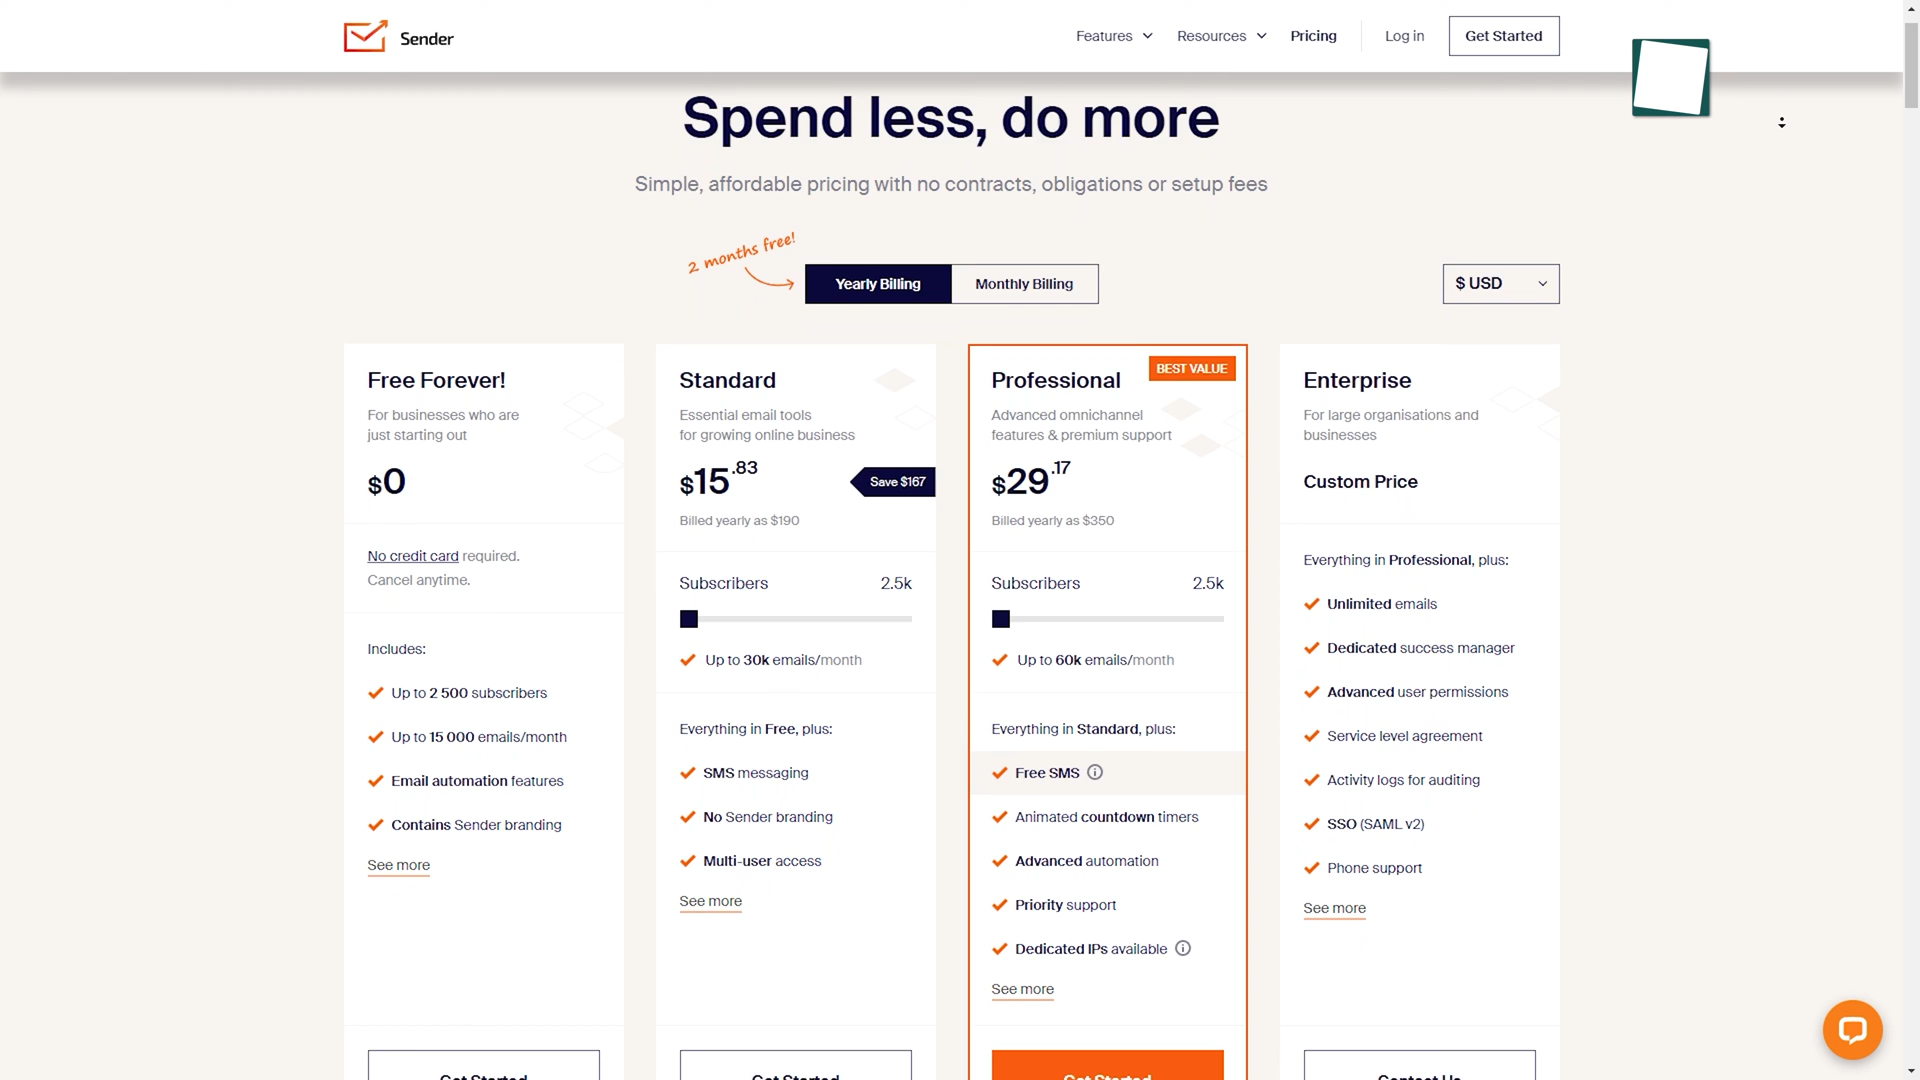 Sender
Features
Resources
Pricing
Log in
Get Started
Spend less, do more
Simple, affordable pricing with no contracts, obligations or setup fees
2 months free!
Yearly Billing
Monthly Billing
$ USD
Free Forever!
For businesses who are
just starting out
$0
No credit card required.
Cancel anytime.
Includes:
Up to 2 500 subscribers
Up to 15 000 emails/month
Email automation features
Contains Sender branding
See more
Get Started
Standard
Essential email tools
for growing online business
$15.83
Save $167
Billed yearly as $190
Subscribers 2.5k
Up to 30k emails/month
Everything in Free, plus:
SMS messaging
No Sender branding
Multi-user access
See more
Get Started
Professional
BEST VALUE
Advanced omnichannel
features & premium support
$29.17
Billed yearly as $350
Subscribers 2.5k
Up to 60k emails/month
Everything in Standard, plus:
Free SMS
Animated countdown timers
Advanced automation
Priority support
Dedicated IPs available
See more
Get Started
Enterprise
For large organisations and
businesses
Custom Price
Everything in Professional, plus:
Unlimited emails
Dedicated success manager
Advanced user permissions
Service level agreement
Activity logs for auditing
SSO (SAML v2)
Phone support
See more
Contact Us